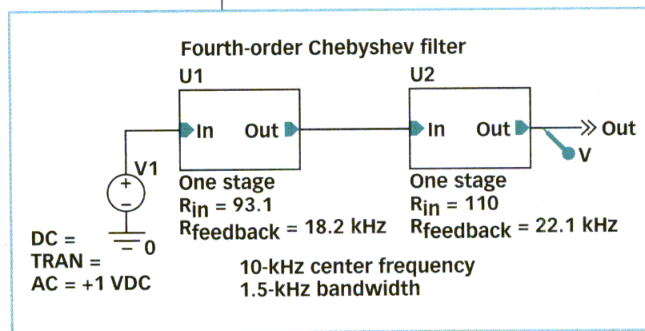 Fourth-order Chebyshev filter
U1
U2
In Out
In Out
Out
V
V1
+
−
0
One stage
Rin = 93.1
Rfeedback = 18.2 kHz
One stage
Rin = 110
Rfeedback = 22.1 kHz
DC =
TRAN =
AC = +1 VDC
10-kHz center frequency
1.5-kHz bandwidth